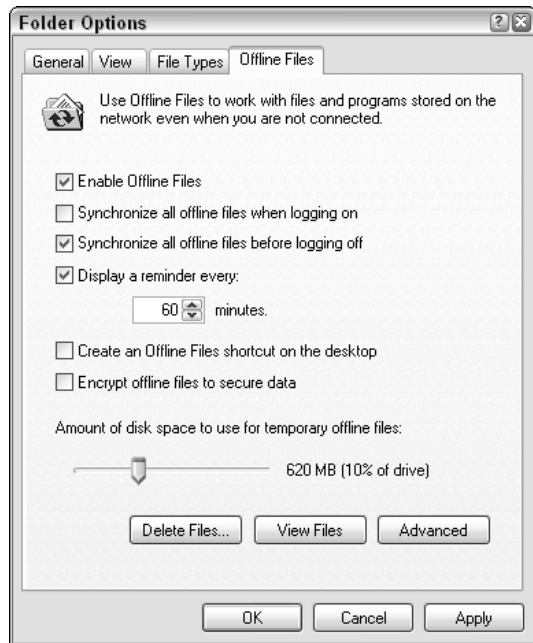 Folder Options
General View File Types Offline Files
Use Offline Files to work with files and programs stored on the
network even when you are not connected.
Enable Offline Files
Synchronize all offline files when logging on
Synchronize all offline files before logging off
Display a reminder every:
60 minutes.
Create an Offline Files shortcut on the desktop
Encrypt offline files to secure data
Amount of disk space to use for temporary offline files:
620 MB (10% of drive)
Delete Files... View Files Advanced
OK Cancel Apply